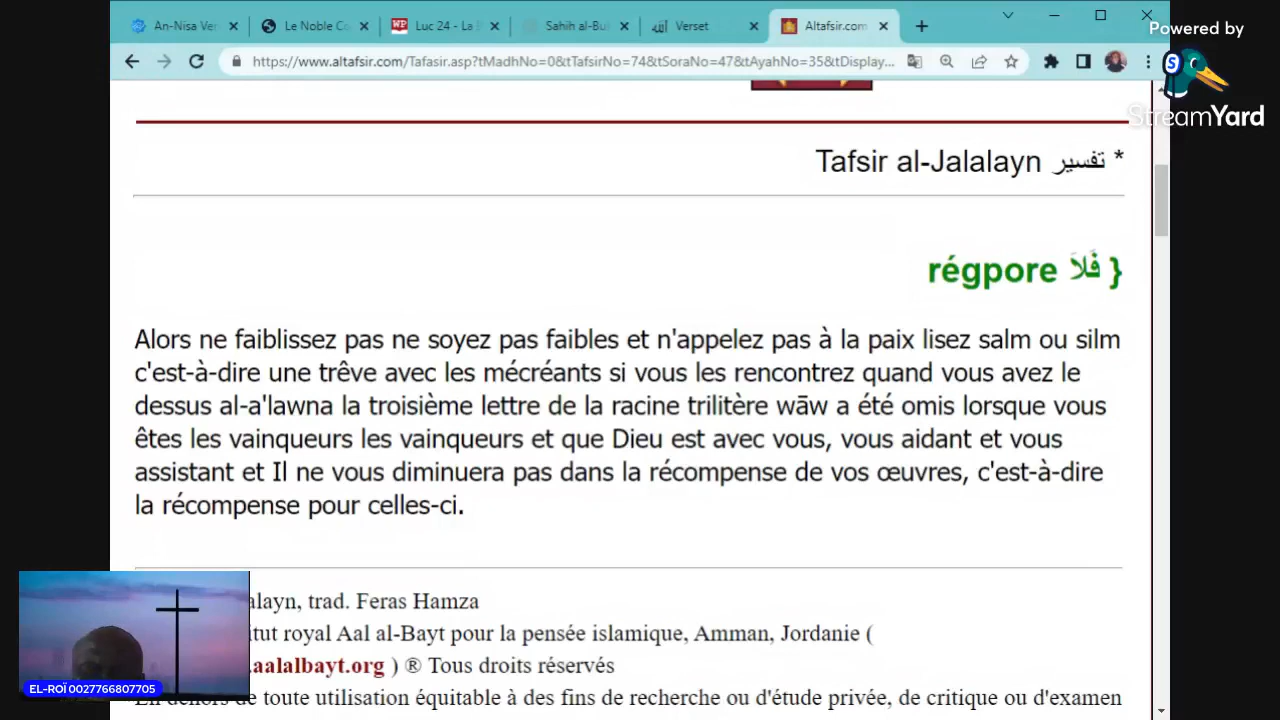 An-Nisa Ver
Le Noble Co
Luc 24 - La B
Sahih al-Bul
Verset
Altafsir.com
https://www.altafsir.com/Tafasir.asp?tMadhNo=0&tTafsirNo=74&tSoraNo=47&tAyahNo=35&tDisplay...
Powered by
StreamYard
* تفسير Tafsir al-Jalalayn
{ فَلاَ régpore
Alors ne faiblissez pas ne soyez pas faibles et n'appelez pas à la paix lisez salm ou silm
c'est-à-dire une trêve avec les mécréants si vous les rencontrez quand vous avez le
dessus al-a'lawna la troisième lettre de la racine trilitère wāw a été omis lorsque vous
êtes les vainqueurs les vainqueurs et que Dieu est avec vous, vous aidant et vous
assistant et Il ne vous diminuera pas dans la récompense de vos œuvres, c'est-à-dire
la récompense pour celles-ci.
alayn, trad. Feras Hamza
itut royal Aal al-Bayt pour la pensée islamique, Amman, Jordanie (
.aalalbayt.org ) ® Tous droits réservés
En dehors de toute utilisation équitable à des fins de recherche ou d'étude privée, de critique ou d'examen
EL-ROÏ 0027766807705